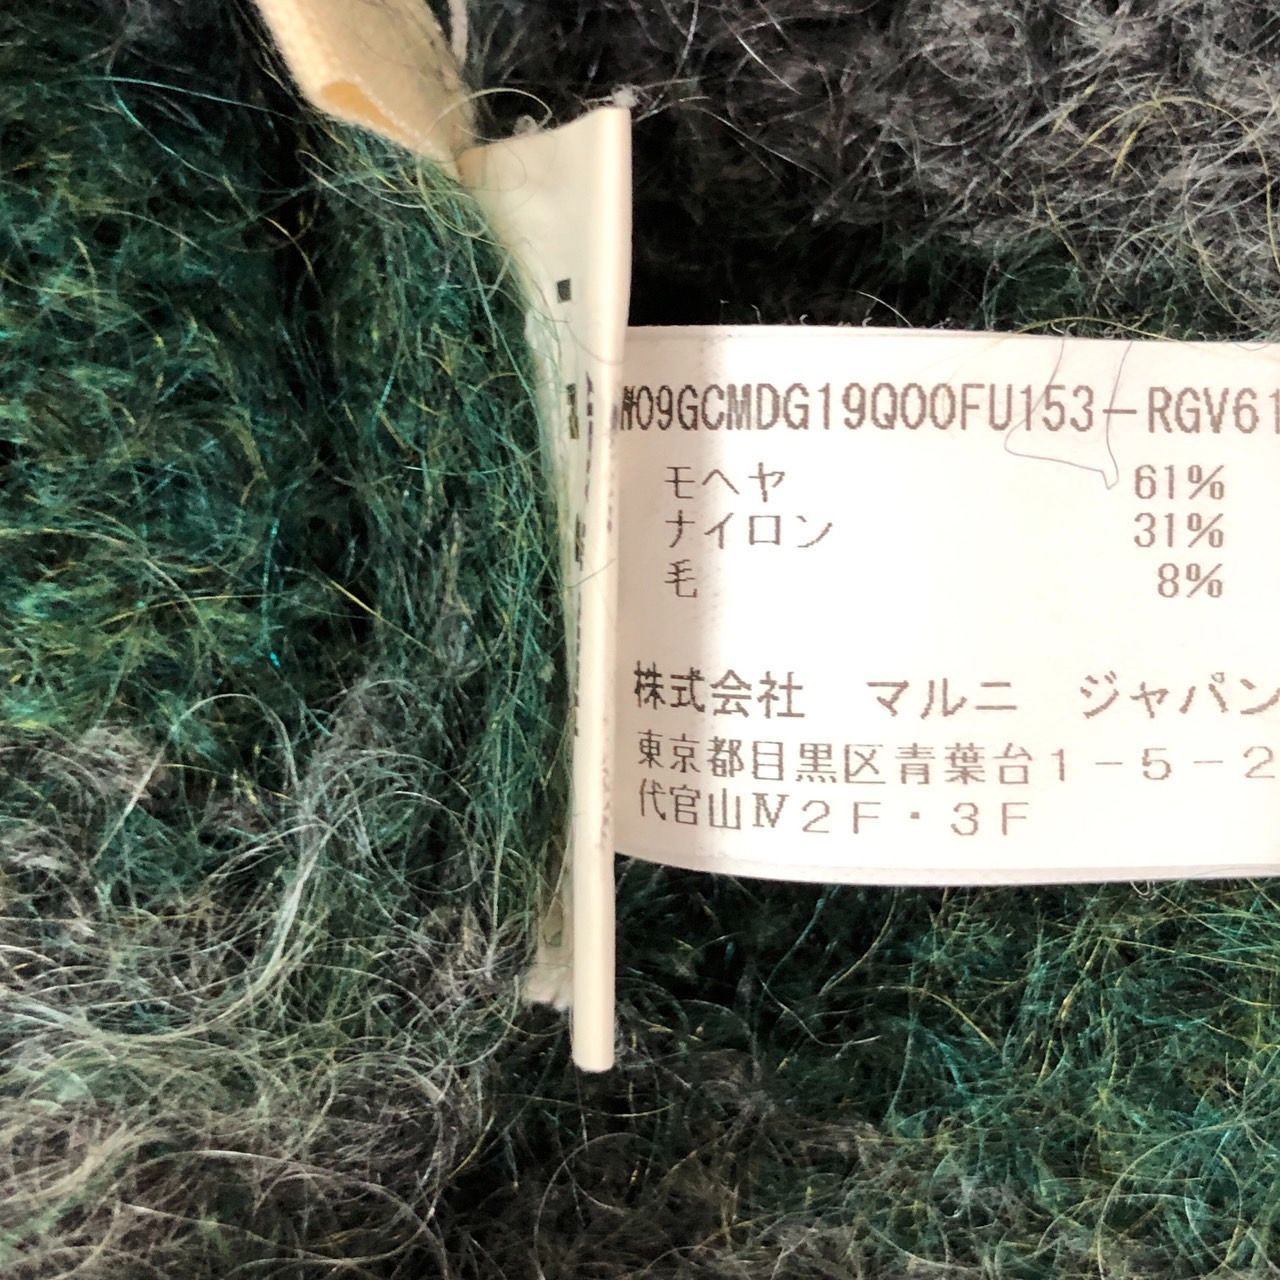 09GCMDG19Q00FU153-RGV61
モヘヤ 61%
ナイロン 31%
毛 8%
株式会社 マルニ ジャパン
東京都目黒区青葉台1-5-2
代官山Ⅳ2F・3F